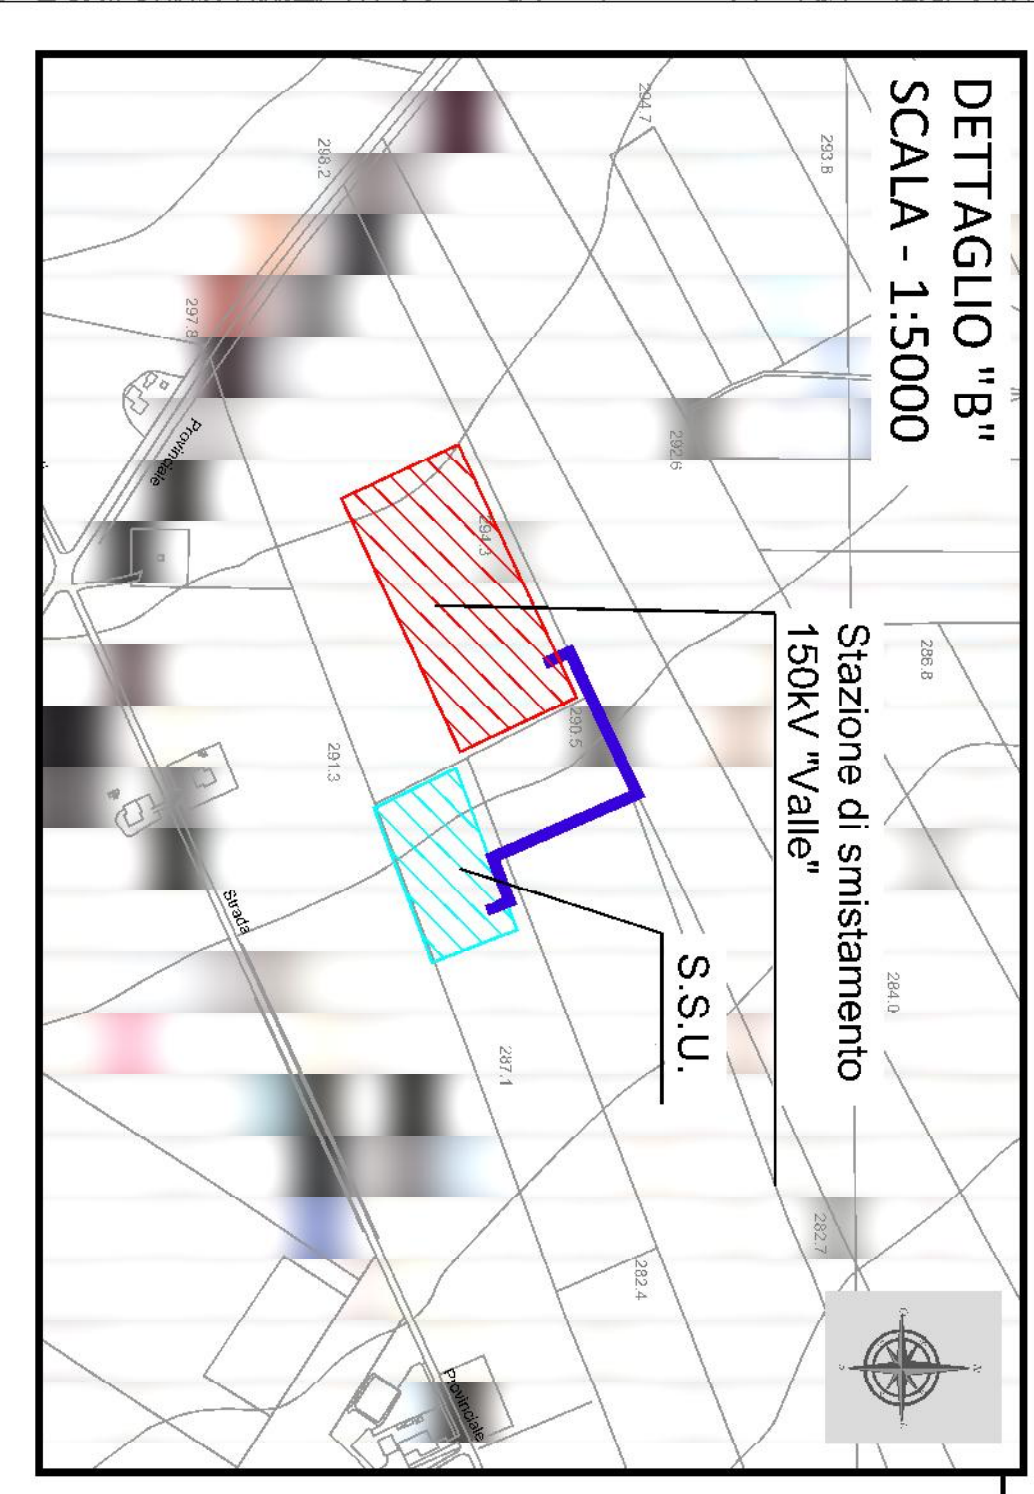 DETTAGLIO "B"
SCALA - 1:5000
294.7
293.8
298.2
297.8
292.6
Provinciale
294.3
Stazione di smistamento
150kV "Valle"
286.8
290.5
291.3
Strada
S.S.U.
284.0
287.1
282.7
282.4
Provinciale